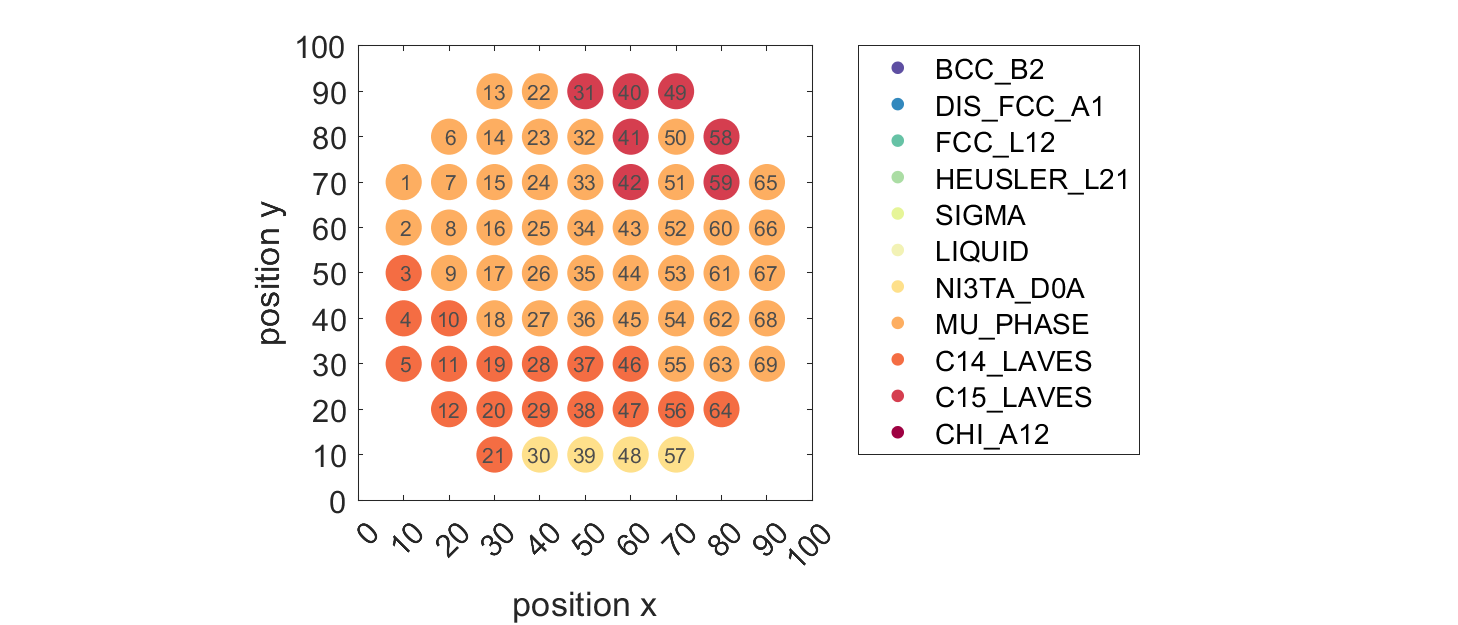 100
90
80
70
60
50
40
30
20
10
0
position y
13 22 31 40 49
6 14 23 32 41 50 58
1 7 15 24 33 42 51 59 65
2 8 16 25 34 43 52 60 66
3 9 17 26 35 44 53 61 67
4 10 18 27 36 45 54 62 68
5 11 19 28 37 46 55 63 69
12 20 29 38 47 56 64
21 30 39 48 57
0 10 20 30 40 50 60 70 80 90 100
position x
BCC_B2
DIS_FCC_A1
FCC_L12
HEUSLER_L21
SIGMA
LIQUID
NI3TA_D0A
MU_PHASE
C14_LAVES
C15_LAVES
CHI_A12